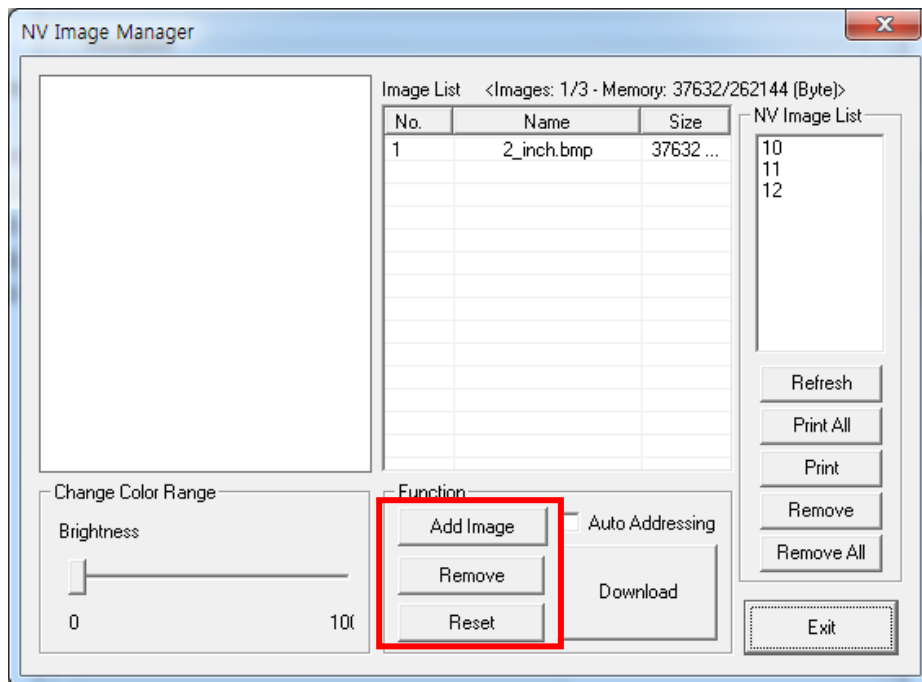 NV Image Manager
Image List <Images: 1/3 - Memory: 37632/262144 (Byte)>
No. Name Size
1 2_inch.bmp 37632 ...
NV Image List
10
11
12
Refresh
Print All
Print
Remove
Remove All
Exit
Change Color Range
Brightness
0 10(
Function
Add Image
Remove
Reset
Auto Addressing
Download